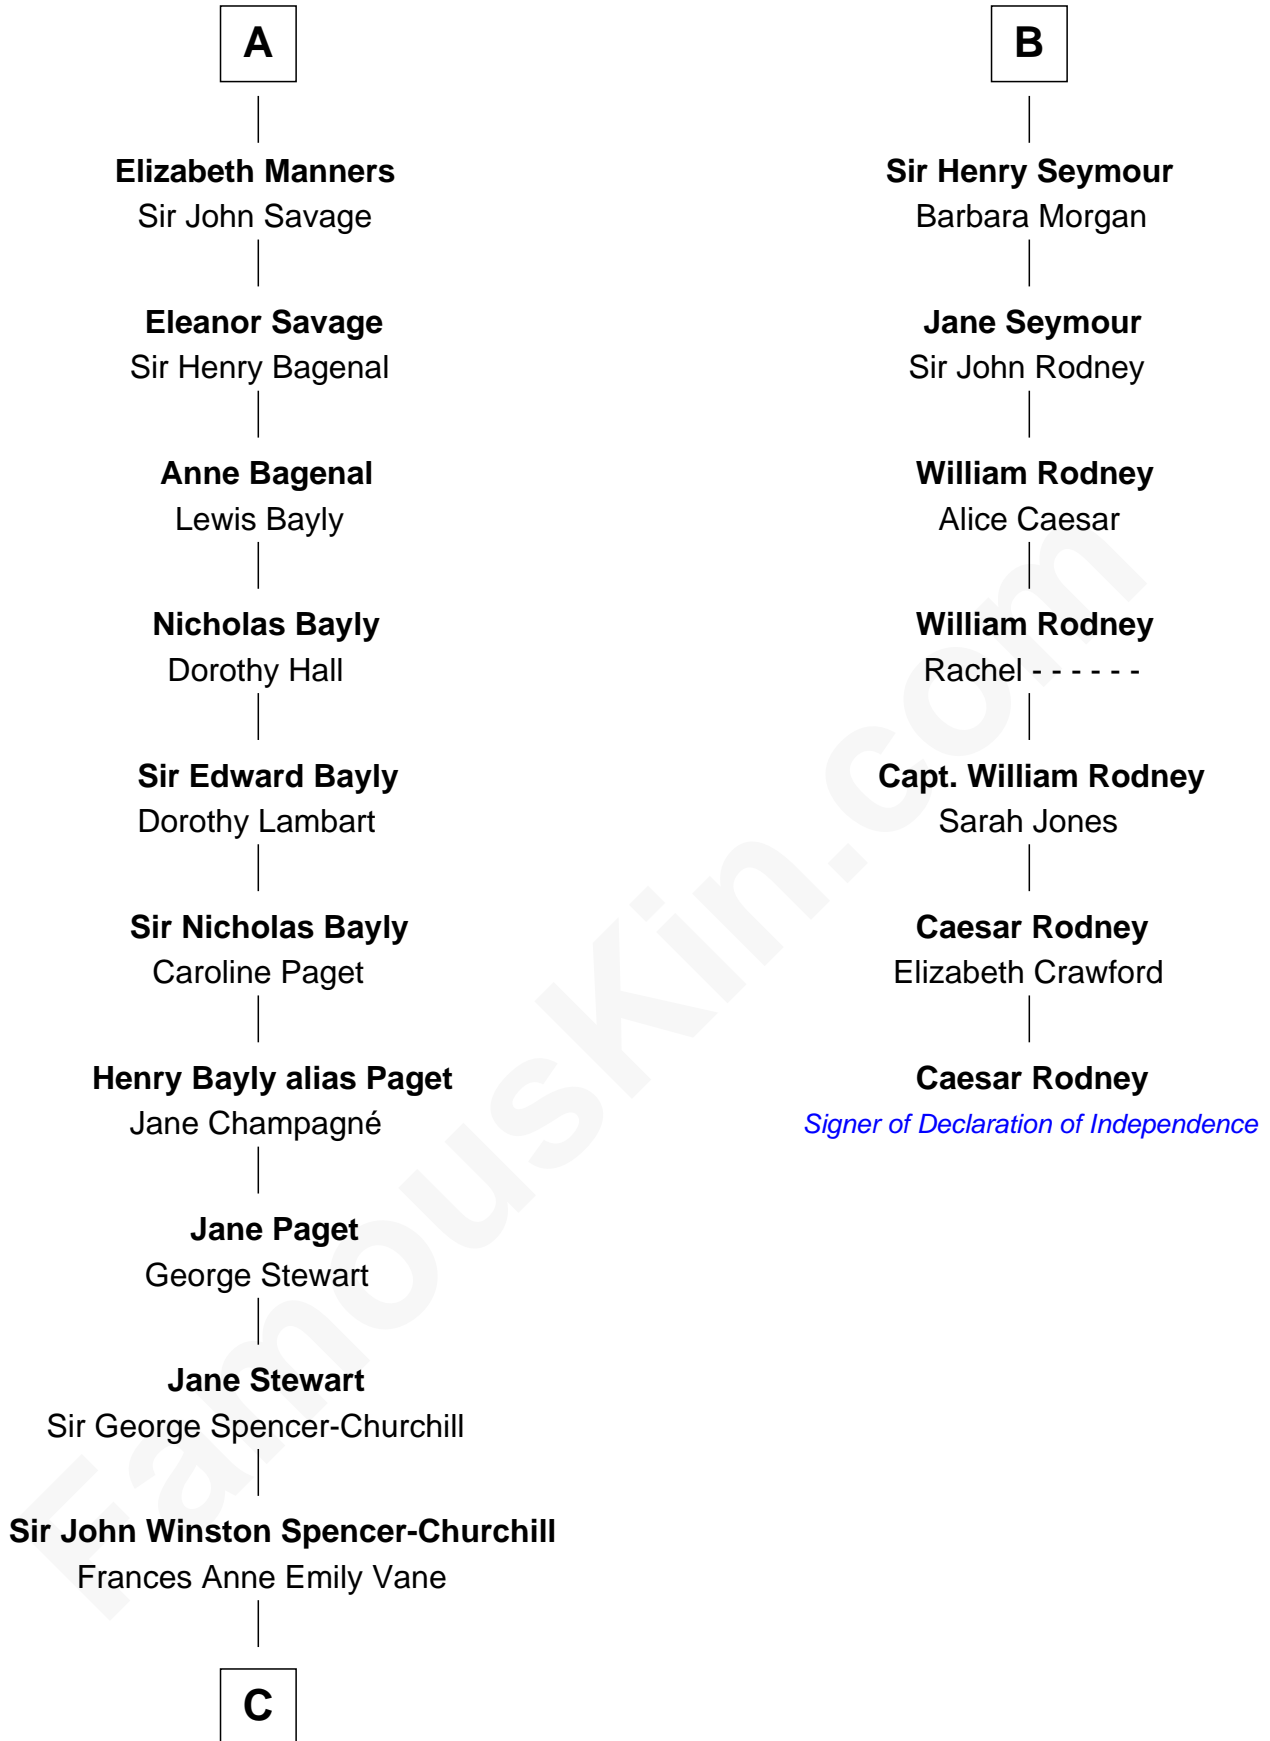 A
Elizabeth Manners
Sir John Savage
Eleanor Savage
Sir Henry Bagenal
Anne Bagenal
Lewis Bayly
Nicholas Bayly
Dorothy Hall
Sir Edward Bayly
Dorothy Lambart
Sir Nicholas Bayly
Caroline Paget
Henry Bayly alias Paget
Jane Champagné
Jane Paget
George Stewart
Jane Stewart
Sir George Spencer-Churchill
Sir John Winston Spencer-Churchill
Frances Anne Emily Vane
C
B
Sir Henry Seymour
Barbara Morgan
Jane Seymour
Sir John Rodney
William Rodney
Alice Caesar
William Rodney
Rachel - - - - - -
Capt. William Rodney
Sarah Jones
Caesar Rodney
Elizabeth Crawford
Caesar Rodney
Signer of Declaration of Independence
FamousKin.com